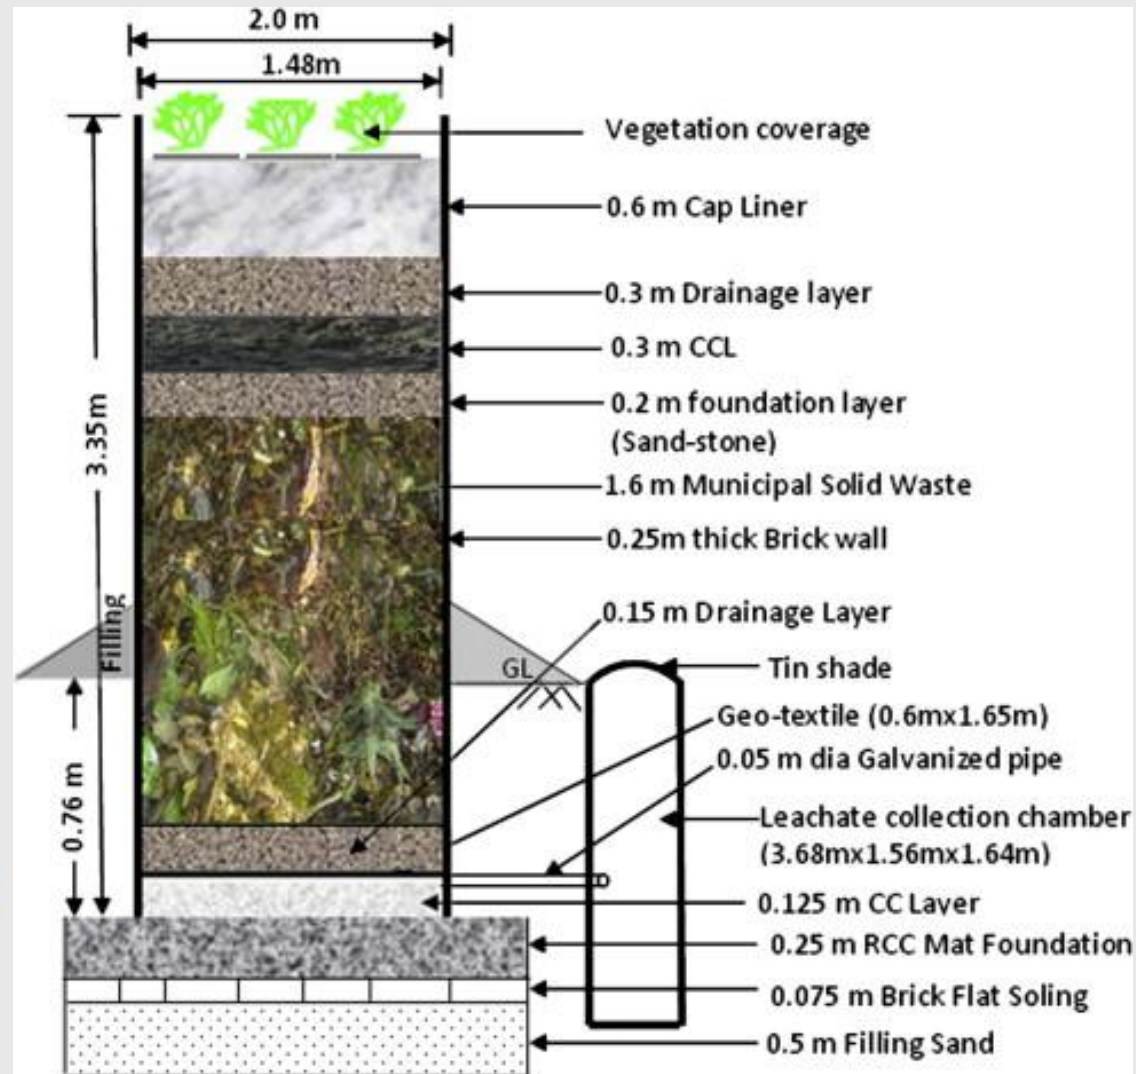 2.0 m
1.48m
Vegetation coverage
0.6 m Cap Liner
0.3 m Drainage layer
0.3 m CCL
0.2 m foundation layer
(Sand-stone)
3.35m
1.6 m Municipal Solid Waste
0.25m thick Brick wall
Filling
0.15 m Drainage Layer
GL
Tin shade
Geo-textile (0.6mx1.65m)
0.05 m dia Galvanized pipe
0.76 m
Leachate collection chamber
(3.68mx1.56mx1.64m)
0.125 m CC Layer
0.25 m RCC Mat Foundation
0.075 m Brick Flat Soling
0.5 m Filling Sand